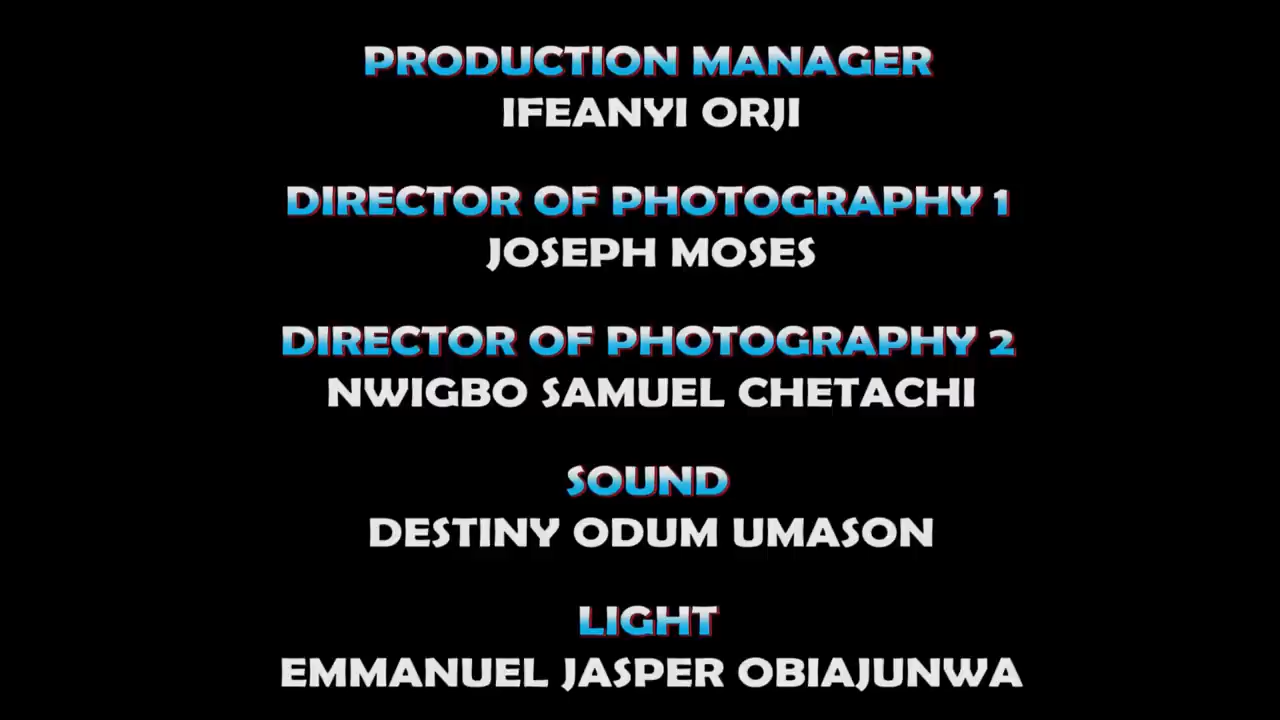 PRODUCTION MANAGER
IFEANYI ORJI
DIRECTOR OF PHOTOGRAPHY 1
JOSEPH MOSES
DIRECTOR OF PHOTOGRAPHY 2
NWIGBO SAMUEL CHETACHI
SOUND
DESTINY ODUM UMASON
LIGHT
EMMANUEL JASPER OBIAJUNWA